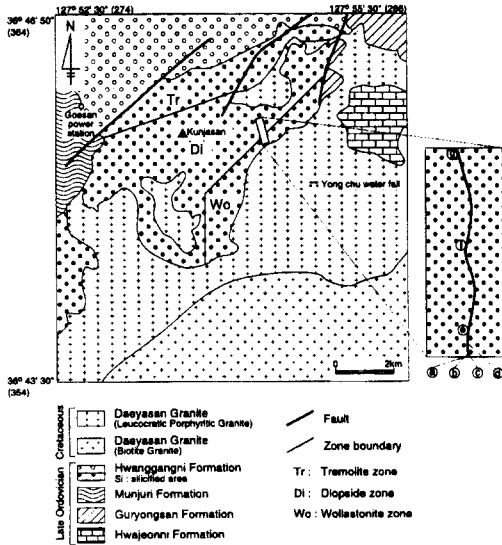 36° 46' 50"
(364)
127° 52' 30" (274)
127° 55' 30" (286)
N
Goesan
power
station
Tr
Kunjasan
Di
Wo
Yong chu water fall
36° 43' 30"
(354)
0 2km
ⓐ ⓑ ⓒ ⓓ
Cretaceous
Daeyasan Granite
(Leucocratic Porphyritic Granite)
Daeyasan Granite
(Biotite Granite)
Late Ordovician
Hwanggangni Formation
Si : silicified area
Munjuri Formation
Guryongsan Formation
Hwajeonni Formation
Fault
Zone boundary
Tr : Tremolite zone
Di : Diopside zone
Wo : Wollastonite zone